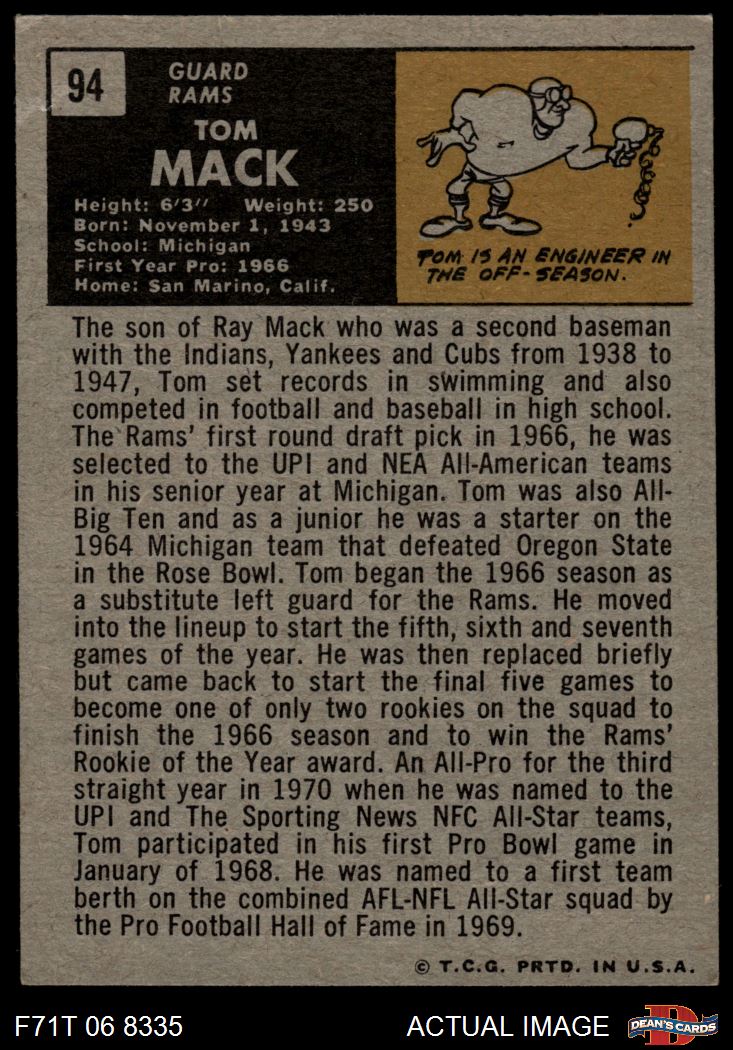 94
GUARD
RAMS
TOM
MACK
Height: 6'3" Weight: 250
Born: November 1, 1943
School: Michigan
First Year Pro: 1966
Home: San Marino, Calif.
TOM IS AN ENGINEER IN
THE OFF-SEASON.
The son of Ray Mack who was a second baseman
with the Indians, Yankees and Cubs from 1938 to
1947, Tom set records in swimming and also
competed in football and baseball in high school.
The Rams' first round draft pick in 1966, he was
selected to the UPI and NEA All-American teams
in his senior year at Michigan. Tom was also All-
Big Ten and as a junior he was a starter on the
1964 Michigan team that defeated Oregon State
in the Rose Bowl. Tom began the 1966 season as
a substitute left guard for the Rams. He moved
into the lineup to start the fifth, sixth and seventh
games of the year. He was then replaced briefly
but came back to start the final five games to
become one of only two rookies on the squad to
finish the 1966 season and to win the Rams'
Rookie of the Year award. An All-Pro for the third
straight year in 1970 when he was named to the
UPI and The Sporting News NFC All-Star teams,
Tom participated in his first Pro Bowl game in
January of 1968. He was named to a first team
berth on the combined AFL-NFL All-Star squad by
the Pro Football Hall of Fame in 1969.
© T.C.G. PRTD. IN U.S.A.
F71T 06 8335 ACTUAL IMAGE D DEAN'S CARDS